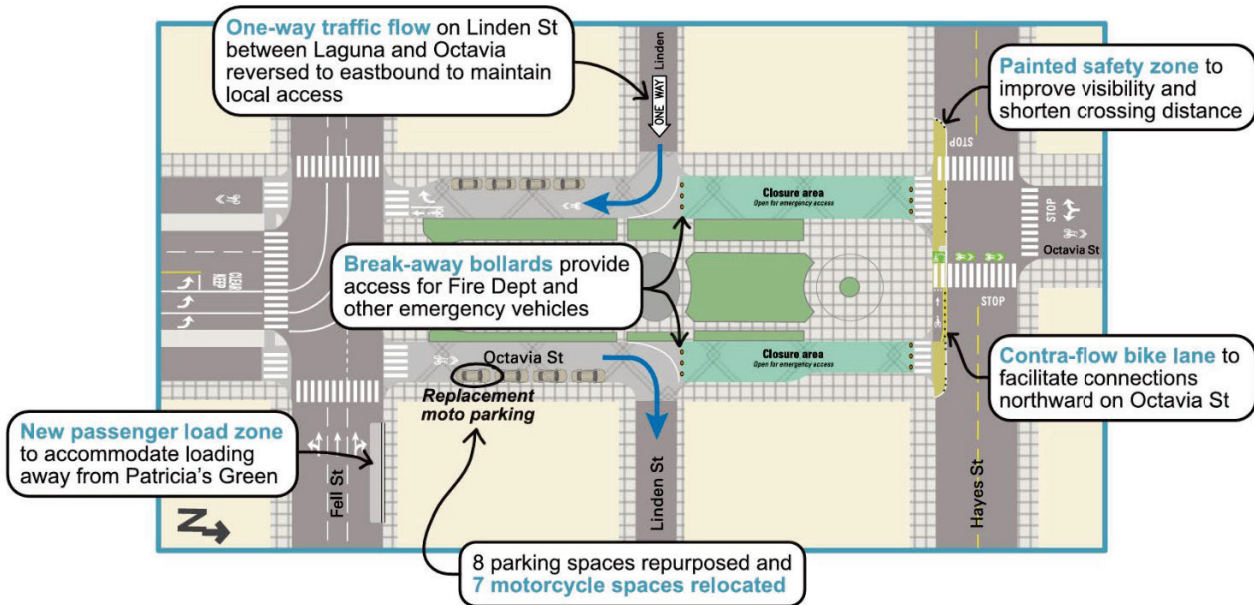 One-way traffic flow on Linden St
between Laguna and Octavia
reversed to eastbound to maintain
local access
Linden
ONE WAY
Painted safety zone to
improve visibility and
shorten crossing distance
STOP
Closure area
Open for emergency access
STOP
Octavia St
KEEP
CLEAR
Break-away bollards provide
access for Fire Dept and
other emergency vehicles
STOP
Octavia St
Closure area
Open for emergency access
Contra-flow bike lane to
facilitate connections
northward on Octavia St
Replacement
moto parking
New passenger load zone
to accommodate loading
away from Patricia's Green
Fell St
Linden St
Hayes St
N
8 parking spaces repurposed and
7 motorcycle spaces relocated